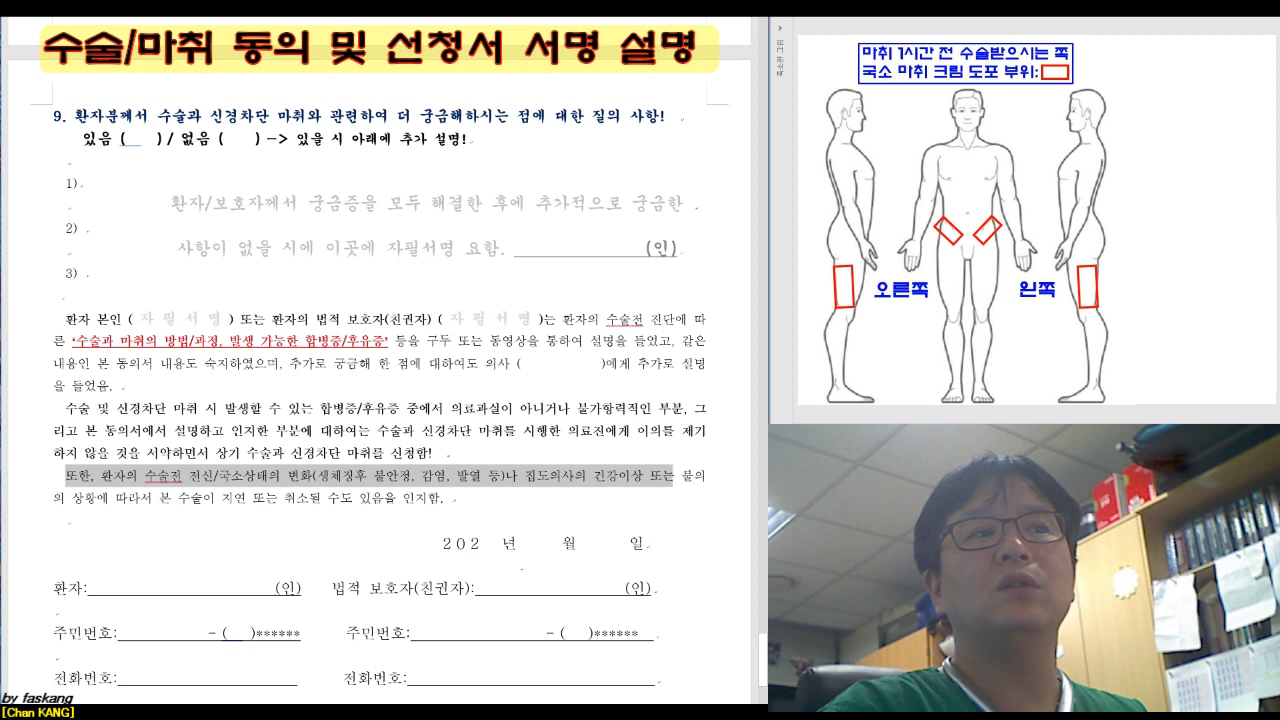 수술/마취 동의 및 신청서 서명 설명
9. 환자분께서 수술과 신경차단 마취와 관련하여 더 궁금해하시는 점에 대한 질의 사항!
있음 (    ) / 없음 (    ) -> 있을 시 아래에 추가 설명!
1)
환자/보호자께서 궁금증을 모두 해결한 후에 추가적으로 궁금한
2)
사항이 없을 시에 이곳에 자필서명 요함. ____________(인)
3)
환자 본인 ( 자 필 서 명 ) 또는 환자의 법적 보호자(친권자) ( 자 필 서 명 )는 환자의 수술전 진단에 따
른 '수술과 마취의 방법/과정, 발생 가능한 합병증/후유증' 등을 구두 또는 동영상을 통하여 설명을 들었고, 같은
내용인 본 동의서 내용도 숙지하였으며, 추가로 궁금해 한 점에 대하여도 의사 (          )에게 추가로 설명
을 들었음.
수술 및 신경차단 마취 시 발생할 수 있는 합병증/후유증 중에서 의료과실이 아니거나 불가항력적인 부분, 그
리고 본 동의서에서 설명하고 인지한 부분에 대하여는 수술과 신경차단 마취를 시행한 의료진에게 이의를 제기
하지 않을 것을 서약하면서 상기 수술과 신경차단 마취를 신청함!
또한, 환자의 수술전 전신/국소상태의 변화(생체징후 불안정, 감염, 발열 등)나 집도의사의 건강이상 또는 불의
의 상황에 따라서 본 수술이 지연 또는 취소될 수도 있음을 인지함.
202   년     월     일
환자:____________(인)   법적 보호자(친권자):____________(인)
주민번호:____________- (   )******   주민번호:____________- (   )******
전화번호:____________   전화번호:____________
by faskang
[Chan KANG]
마취 1시간 전 수술받으시는 쪽
국소 마취 크림 도포 부위:
오른쪽
왼쪽